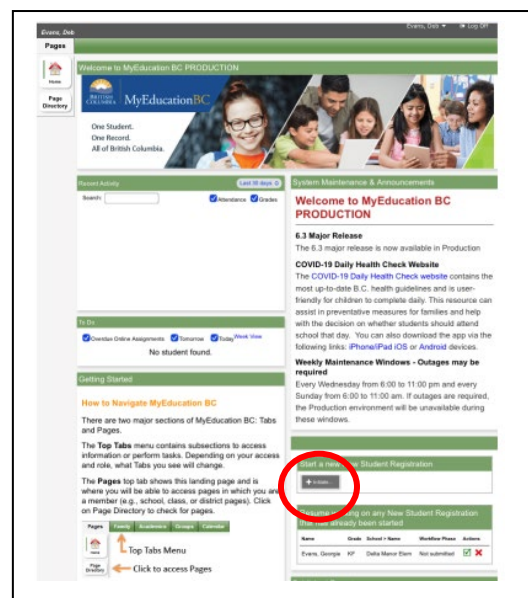 Evans, Deb
Evans, Deb
Log Off
Pages
Home
Page
Directory
Welcome to MyEducation BC PRODUCTION
BRITISH
COLUMBIA
MyEducationBC
One Student.
One Record.
All of British Columbia.
Recent Activity
Last 30 days
Search:
Attendance
Grades
To Do
Overdue Online Assignments
Tomorrow
Today
Week View
No student found.
Getting Started
How to Navigate MyEducation BC
There are two major sections of MyEducation BC: Tabs
and Pages.
The Top Tabs menu contains subsections to access
information or perform tasks. Depending on your access
and role, what Tabs you see will change.
The Pages top tab shows this landing page and is
where you will be able to access pages in which you are
a member (e.g., school, class, or district pages). Click
on Page Directory to check for pages.
Pages Family Academics Groups Calendar
Home
Top Tabs Menu
Page
Directory
Click to access Pages
System Maintenance & Announcements
Welcome to MyEducation BC
PRODUCTION
6.3 Major Release
The 6.3 major release is now available in Production
COVID-19 Daily Health Check Website
The COVID-19 Daily Health Check website contains the
most up-to-date B.C. health guidelines and is user-
friendly for children to complete daily. This resource can
assist in preventative measures for families and help
with the decision on whether students should attend
school that day. You can also download the app via the
following links: iPhone/iPad iOS or Android devices.
Weekly Maintenance Windows - Outages may be
required
Every Wednesday from 6:00 to 11:00 pm and every
Sunday from 6:00 to 11:00 am. If outages are required,
the Production environment will be unavailable during
these windows.
Start a new New Student Registration
+ Initiate...
Resume working on any New Student Registration
that has already been started
Name Grade School > Name Workflow Phase Actions
Evans, Georgie KF Delta Manor Elem Not submitted